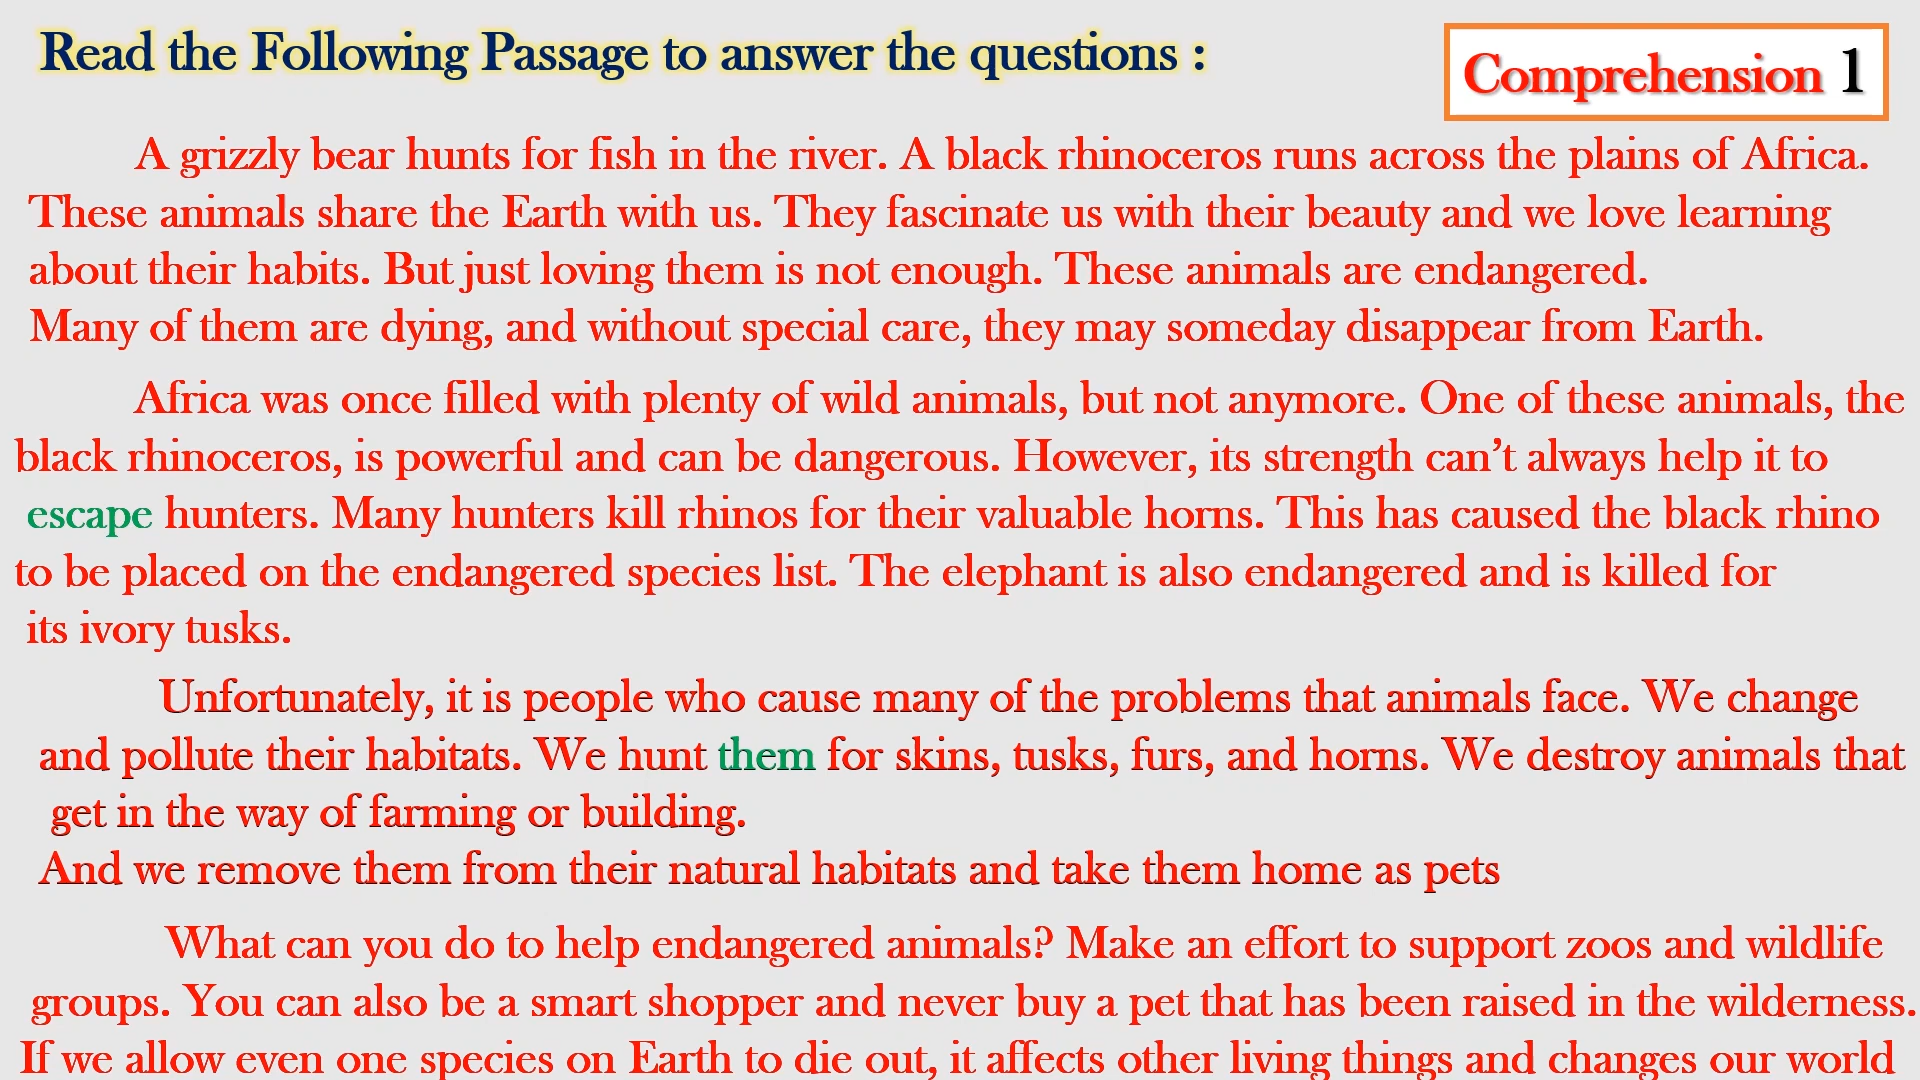 Read the Following Passage to answer the questions :
Comprehension 1
A grizzly bear hunts for fish in the river. A black rhinoceros runs across the plains of Africa.
These animals share the Earth with us. They fascinate us with their beauty and we love learning
about their habits. But just loving them is not enough. These animals are endangered.
Many of them are dying, and without special care, they may someday disappear from Earth.
Africa was once filled with plenty of wild animals, but not anymore. One of these animals, the
black rhinoceros, is powerful and can be dangerous. However, its strength can’t always help it to
escape hunters. Many hunters kill rhinos for their valuable horns. This has caused the black rhino
to be placed on the endangered species list. The elephant is also endangered and is killed for
its ivory tusks.
Unfortunately, it is people who cause many of the problems that animals face. We change
and pollute their habitats. We hunt them for skins, tusks, furs, and horns. We destroy animals that
get in the way of farming or building.
And we remove them from their natural habitats and take them home as pets
What can you do to help endangered animals? Make an effort to support zoos and wildlife
groups. You can also be a smart shopper and never buy a pet that has been raised in the wilderness.
If we allow even one species on Earth to die out, it affects other living things and changes our world